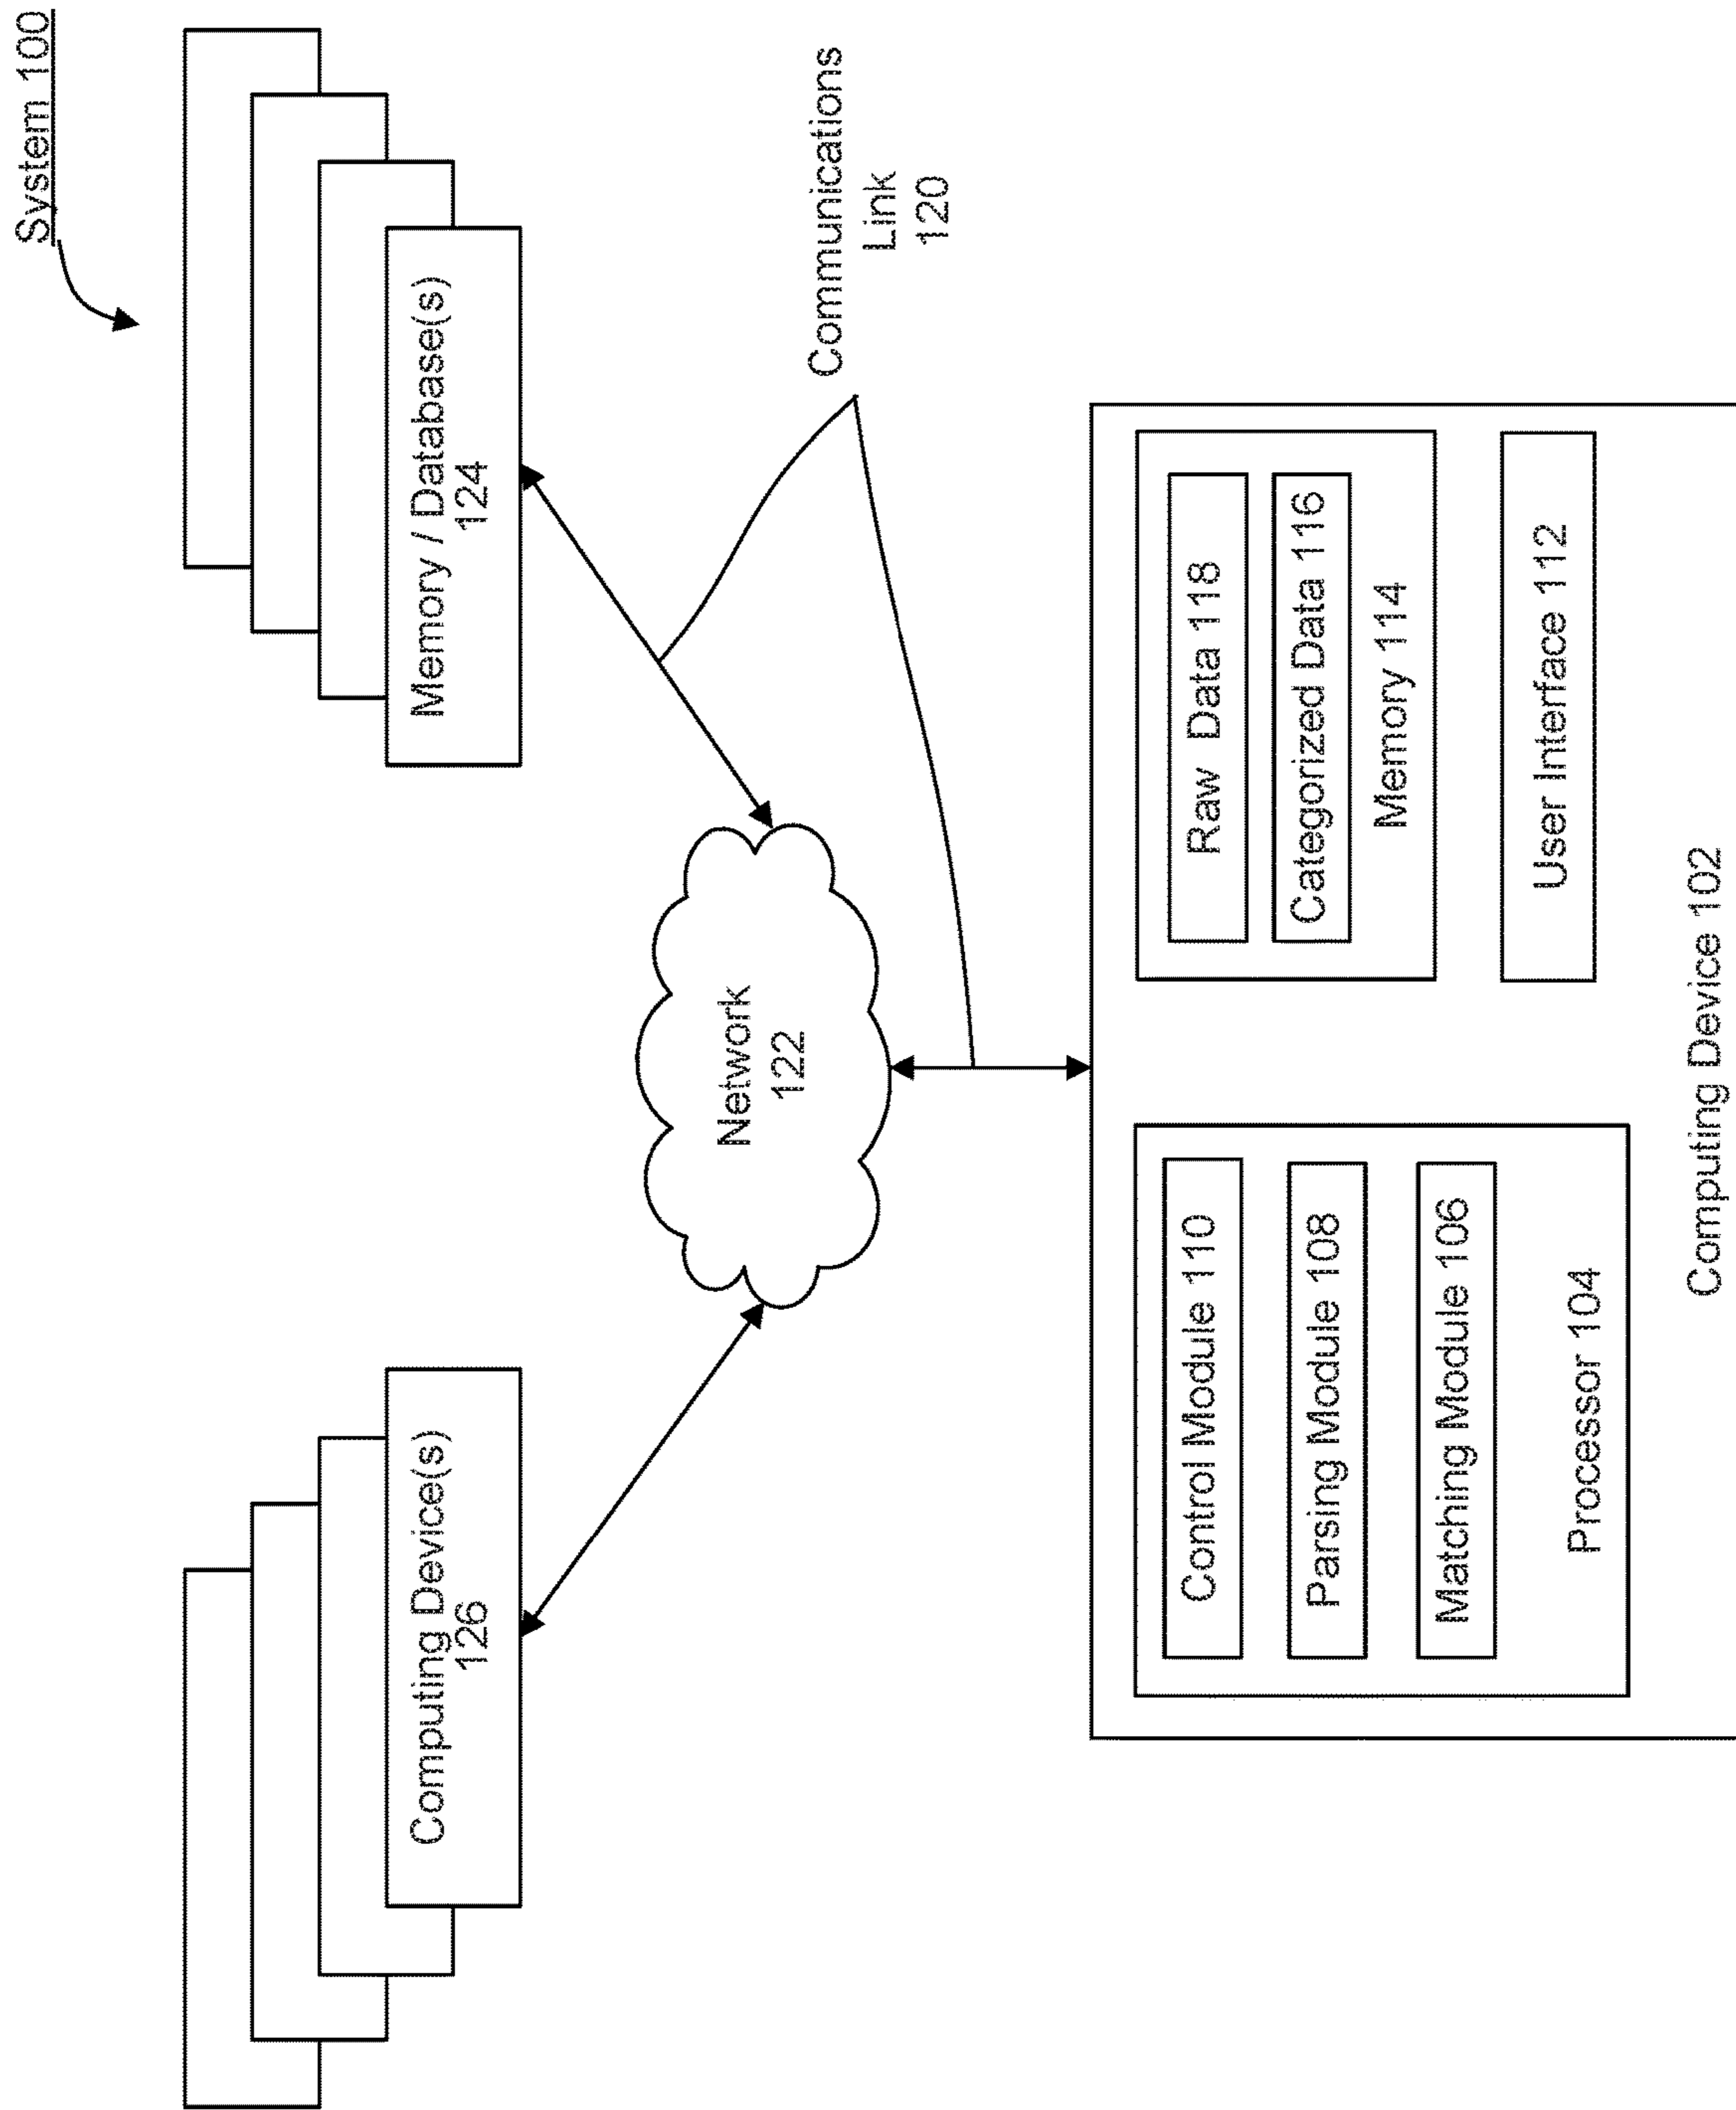 System 100
Computing Device(s)
126
Memory / Database(s)
124
Network
122
Communications
Link
120
Control Module 110
Parsing Module 108
Matching Module 106
Processor 104
Raw Data 118
Categorized Data 116
Memory 114
User Interface 112
Computing Device 102